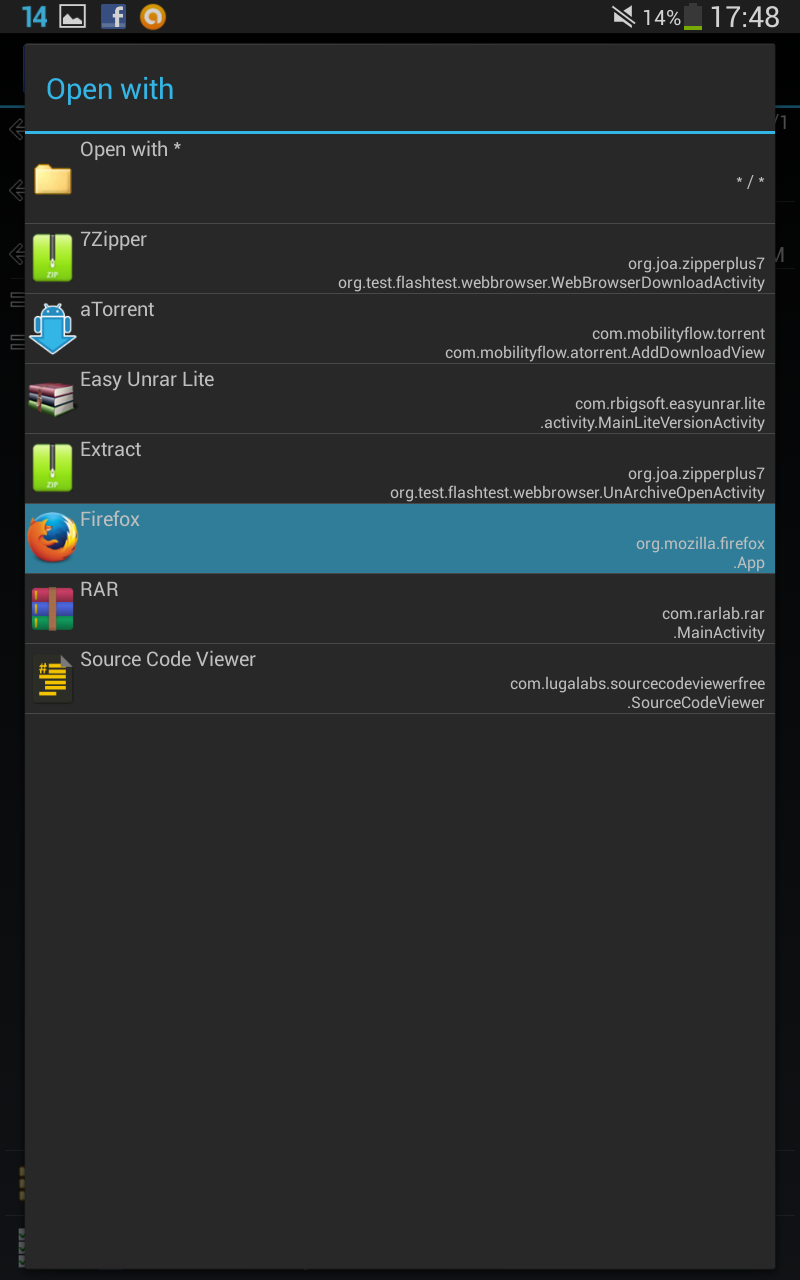 14
14%
17:48
Open with
/1
Open with *
* / *
7Zipper
org.joa.zipperplus7
org.test.flashtest.webbrowser.WebBrowserDownloadActivity
M
aTorrent
com.mobilityflow.torrent
com.mobilityflow.atorrent.AddDownloadView
Easy Unrar Lite
com.rbigsoft.easyunrar.lite
.activity.MainLiteVersionActivity
Extract
org.joa.zipperplus7
org.test.flashtest.webbrowser.UnArchiveOpenActivity
Firefox
org.mozilla.firefox
.App
RAR
com.rarlab.rar
.MainActivity
Source Code Viewer
com.lugalabs.sourcecodeviewerfree
.SourceCodeViewer